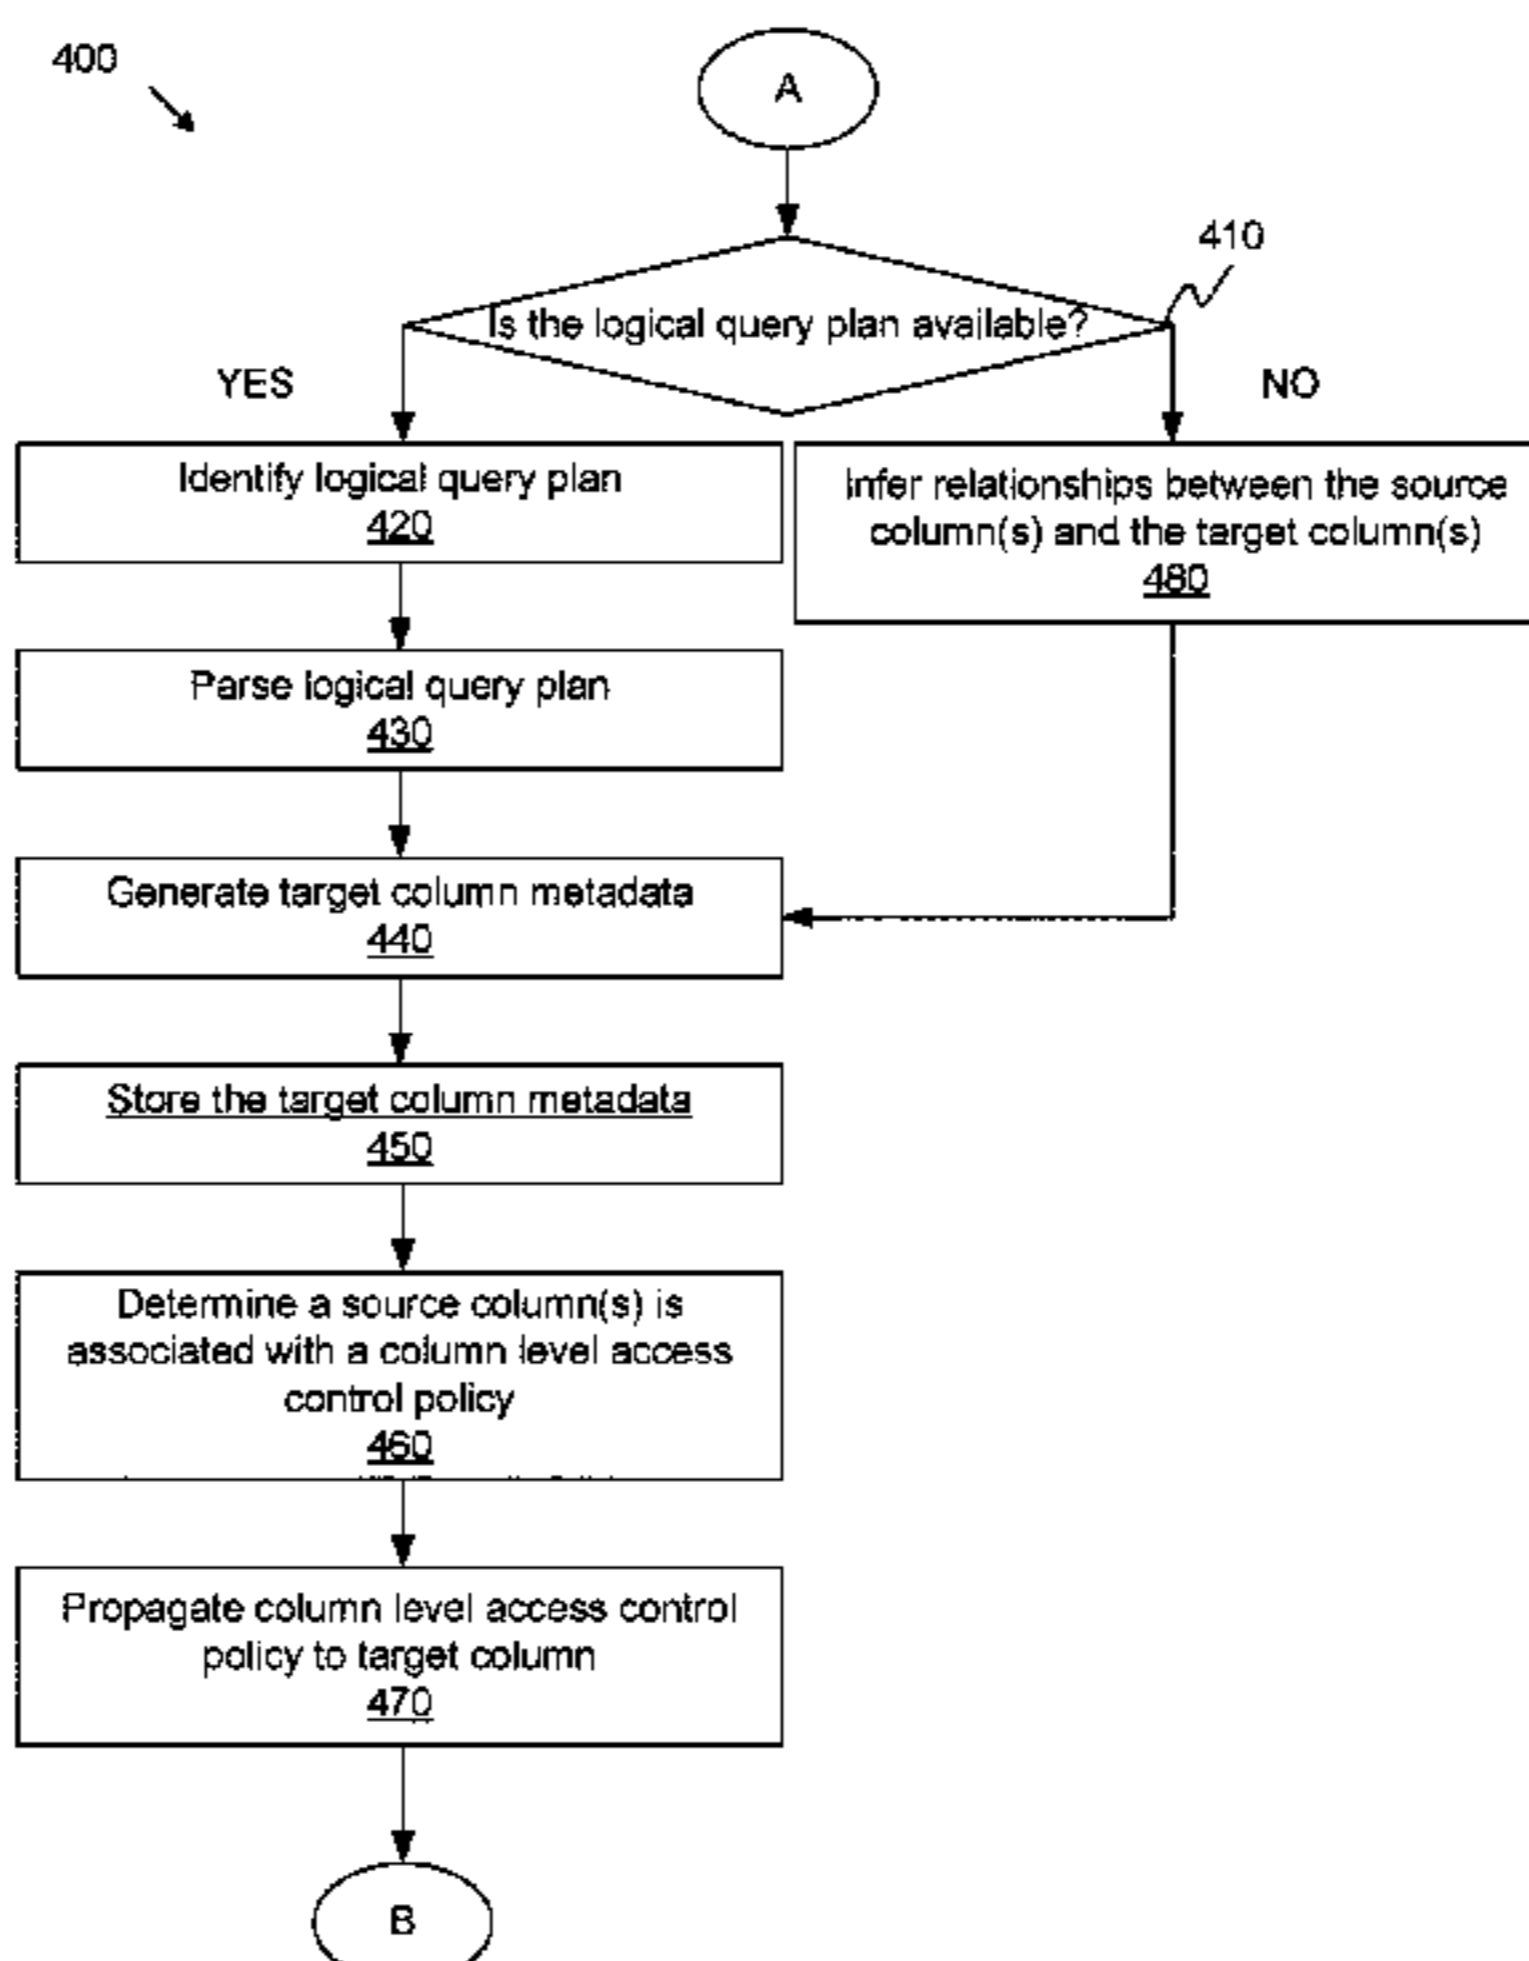 400
A
410
Is the logical query plan available?
YES
NO
Identify logical query plan
420
Infer relationships between the source
column(s) and the target column(s)
480
Parse logical query plan
430
Generate target column metadata
440
Store the target column metadata
450
Determine a source column(s) is
associated with a column level access
control policy
460
Propagate column level access control
policy to target column
470
B